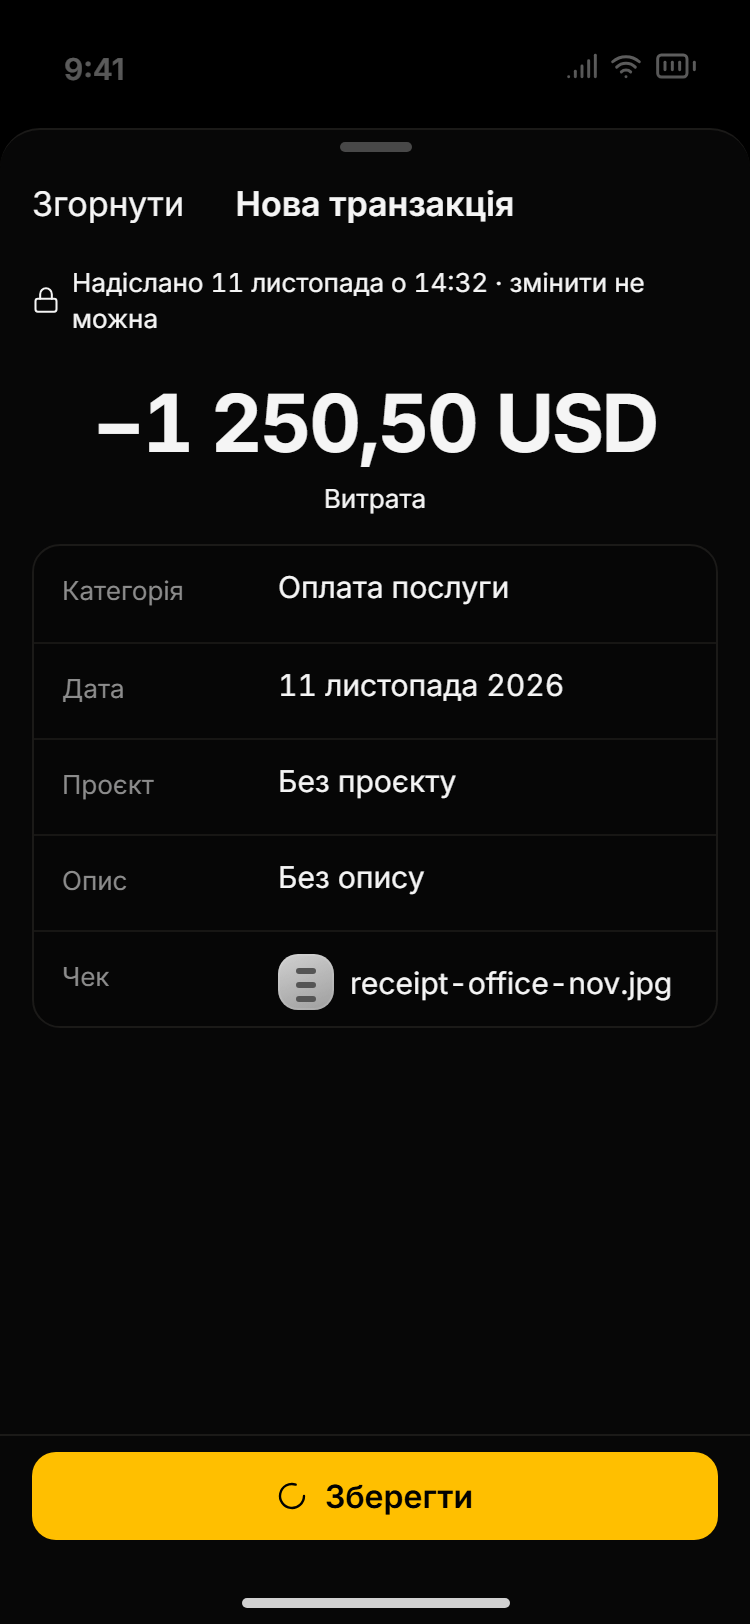 9:41
Згорнути
Нова транзакція
Надіслано 11 листопада о 14:32 · змінити не
можна
−1 250,50 USD
Витрата
Категорія
Оплата послуги
Дата
11 листопада 2026
Проєкт
Без проєкту
Опис
Без опису
Чек
receipt-office-nov.jpg
Зберегти